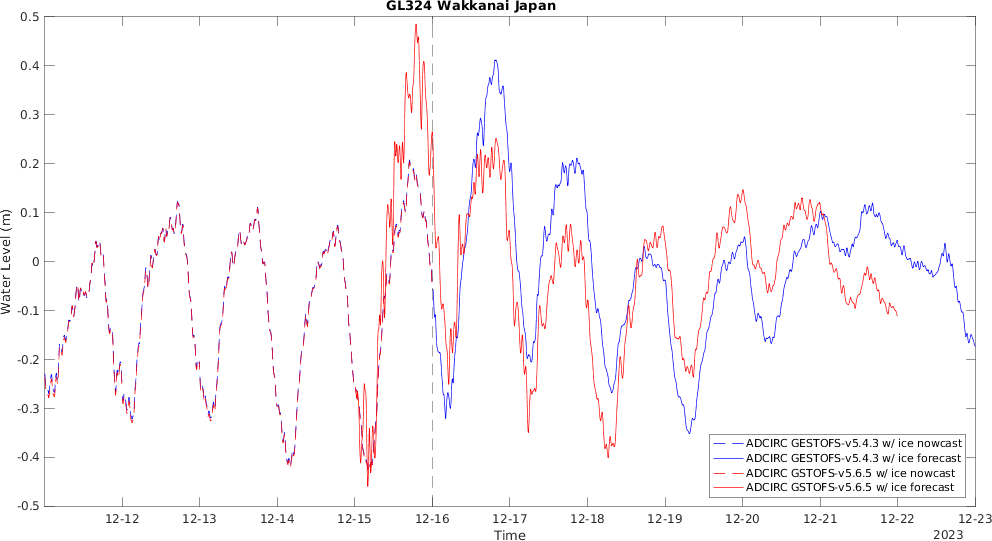 GL324 Wakkanai Japan
0.5
0.4
0.3
0.2
0.1
0
-0.1
-0.2
-0.3
-0.4
-0.5
Water Level (m)
ADCIRC GESTOFS-v5.4.3 w/ ice nowcast
ADCIRC GESTOFS-v5.4.3 w/ ice forecast
ADCIRC GSTOFS-v5.6.5 w/ ice nowcast
ADCIRC GSTOFS-v5.6.5 w/ ice forecast
12-12 12-13 12-14 12-15 12-16 12-17 12-18 12-19 12-20 12-21 12-22 12-23
Time
2023